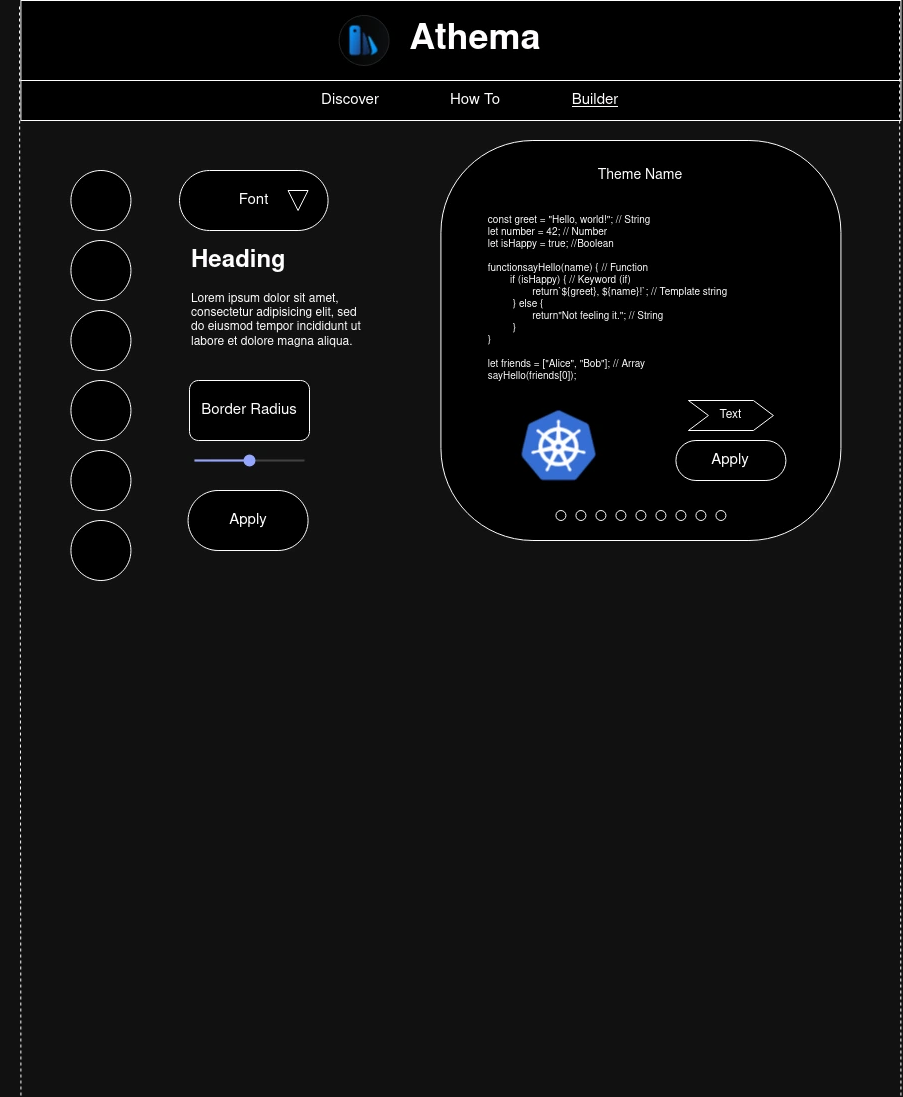 Athema
Discover How To Builder
Font
Heading
Lorem ipsum dolor sit amet,
consectetur adipisicing elit, sed
do eiusmod tempor incididunt ut
labore et dolore magna aliqua.
Border Radius
Apply
Theme Name
const greet = "Hello, world!"; // String
let number = 42; // Number
let isHappy = true; //Boolean
functionsayHello(name) { // Function
if (isHappy) { // Keyword (if)
return`${greet}, ${name}!`; // Template string
} else {
return"Not feeling it."; // String
}
}
let friends = ["Alice", "Bob"]; // Array
sayHello(friends[0]);
Text
Apply